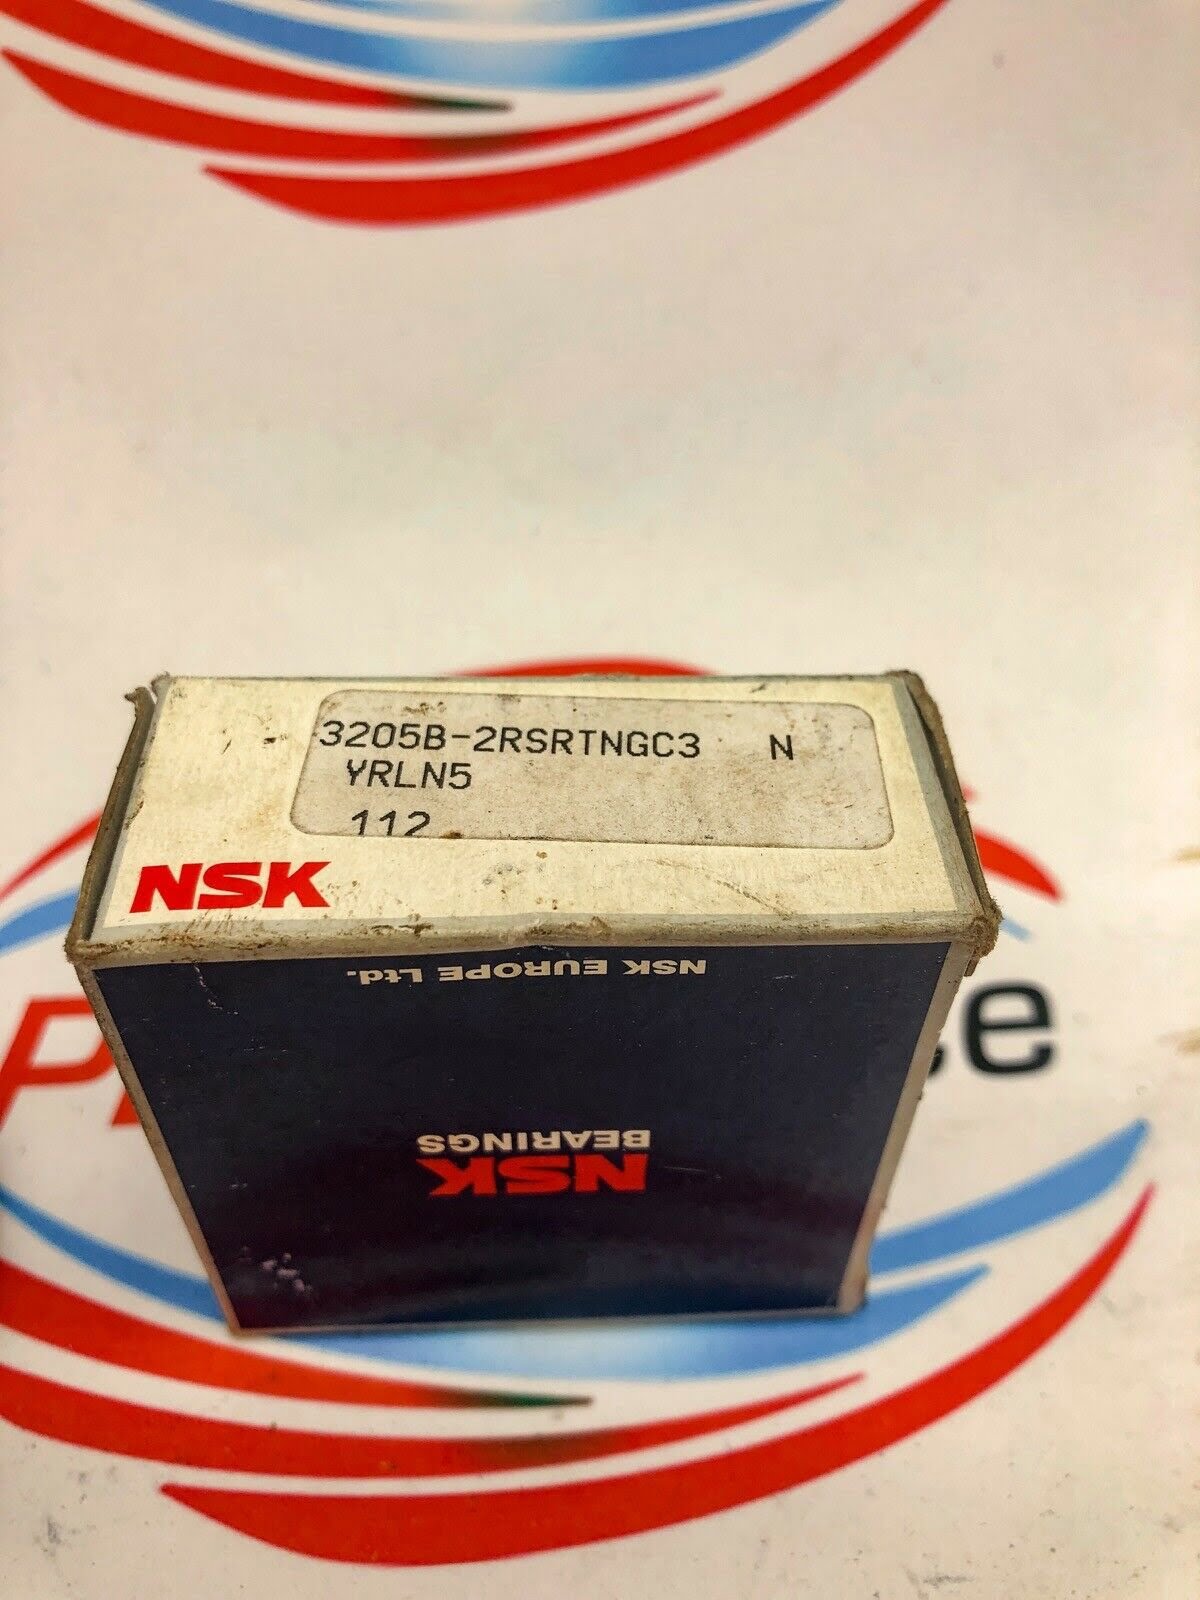 3205B-2RSRTNGC3 N
YRLN5
112
NSK
NSK EUROPE Ltd.
NSK
BEARINGS